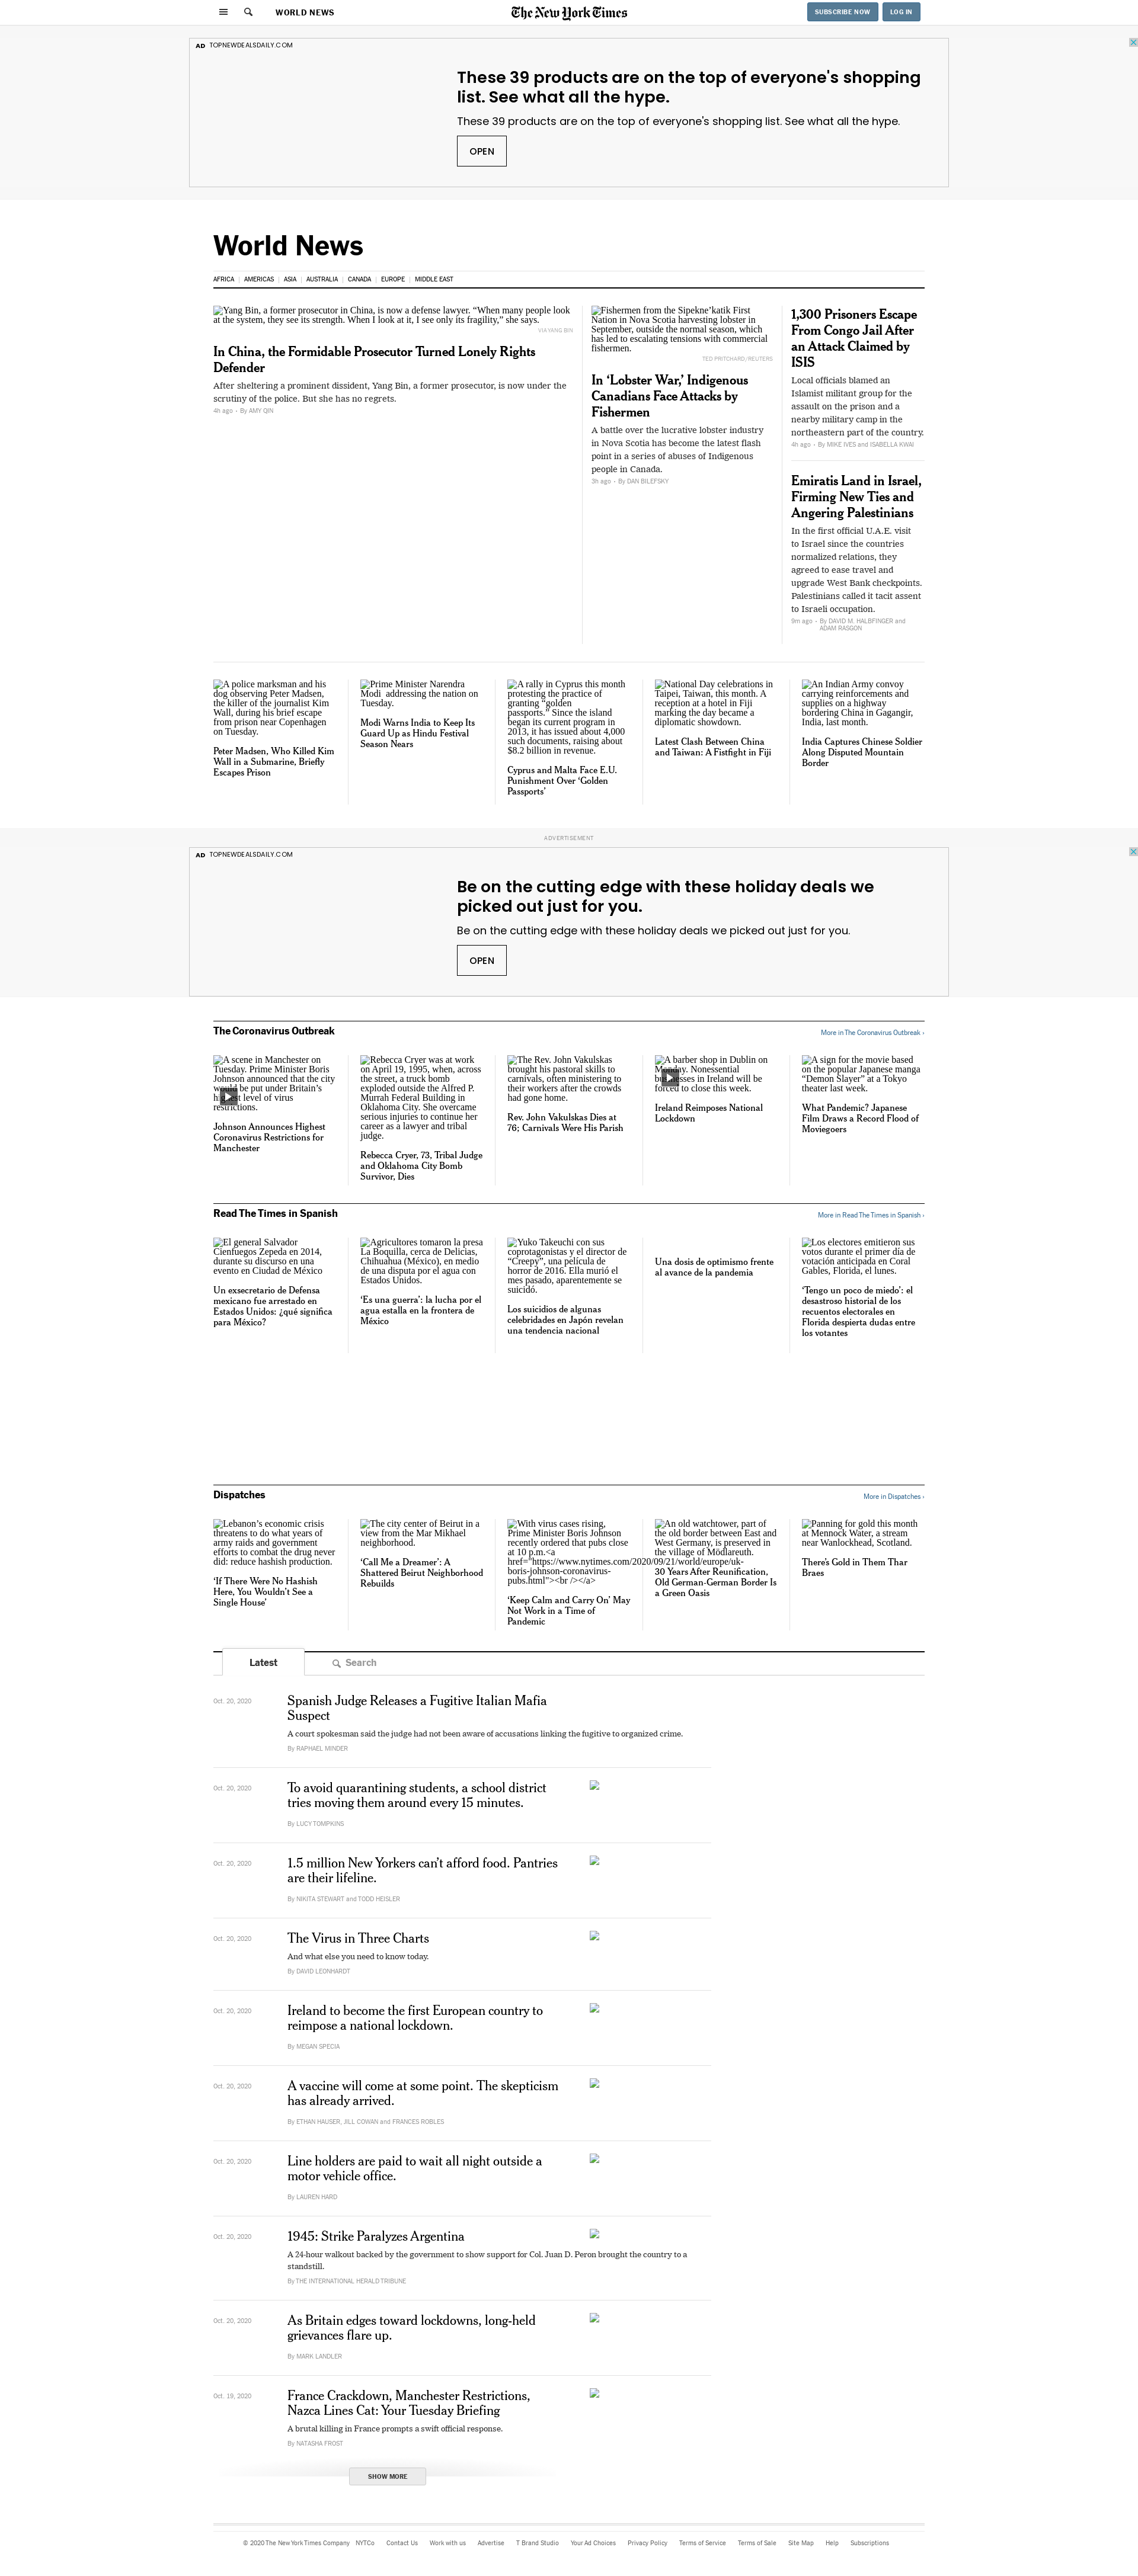 WORLD NEWS
The New York Times
SUBSCRIBE NOW
LOG IN
AD TOPNEWDEALSDAILY.COM
These 39 products are on the top of everyone's shopping
list. See what all the hype.
These 39 products are on the top of everyone's shopping list. See what all the hype.
OPEN
World News
AFRICA | AMERICAS | ASIA | AUSTRALIA | CANADA | EUROPE | MIDDLE EAST
Yang Bin, a former prosecutor in China, is now a defense lawyer. “When many people look
at the system, they see its strength. When I look at it, I see only its fragility,” she says.
VIA YANG BIN
In China, the Formidable Prosecutor Turned Lonely Rights
Defender
After sheltering a prominent dissident, Yang Bin, a former prosecutor, is now under the
scrutiny of the police. But she has no regrets.
4h ago · By AMY QIN
Fishermen from the Sipekne’katik First
Nation in Nova Scotia harvesting lobster in
September, outside the normal season, which
has led to escalating tensions with commercial
fishermen.
TED PRITCHARD/REUTERS
In ‘Lobster War,’ Indigenous
Canadians Face Attacks by
Fishermen
A battle over the lucrative lobster industry
in Nova Scotia has become the latest flash
point in a series of abuses of Indigenous
people in Canada.
3h ago · By DAN BILEFSKY
1,300 Prisoners Escape
From Congo Jail After
an Attack Claimed by
ISIS
Local officials blamed an
Islamist militant group for the
assault on the prison and a
nearby military camp in the
northeastern part of the country.
4h ago · By MIKE IVES and ISABELLA KWAI
Emiratis Land in Israel,
Firming New Ties and
Angering Palestinians
In the first official U.A.E. visit
to Israel since the countries
normalized relations, they
agreed to ease travel and
upgrade West Bank checkpoints.
Palestinians called it tacit assent
to Israeli occupation.
9m ago · By DAVID M. HALBFINGER and
ADAM RASGON
A police marksman and his
dog observing Peter Madsen,
the killer of the journalist Kim
Wall, during his brief escape
from prison near Copenhagen
on Tuesday.
Peter Madsen, Who Killed Kim
Wall in a Submarine, Briefly
Escapes Prison
Prime Minister Narendra
Modi addressing the nation on
Tuesday.
Modi Warns India to Keep Its
Guard Up as Hindu Festival
Season Nears
A rally in Cyprus this month
protesting the practice of
granting “golden
passports.” Since the island
began its current program in
2013, it has issued about 4,000
such documents, raising about
$8.2 billion in revenue.
Cyprus and Malta Face E.U.
Punishment Over ‘Golden
Passports’
National Day celebrations in
Taipei, Taiwan, this month. A
reception at a hotel in Fiji
marking the day became a
diplomatic showdown.
Latest Clash Between China
and Taiwan: A Fistfight in Fiji
An Indian Army convoy
carrying reinforcements and
supplies on a highway
bordering China in Gagangir,
India, last month.
India Captures Chinese Soldier
Along Disputed Mountain
Border
ADVERTISEMENT
AD TOPNEWDEALSDAILY.COM
Be on the cutting edge with these holiday deals we
picked out just for you.
Be on the cutting edge with these holiday deals we picked out just for you.
OPEN
The Coronavirus Outbreak
More in The Coronavirus Outbreak ›
A scene in Manchester on
Tuesday. Prime Minister Boris
Johnson announced that the city
would be put under Britain’s
highest level of virus
restrictions.
Johnson Announces Highest
Coronavirus Restrictions for
Manchester
Rebecca Cryer was at work
on April 19, 1995, when, across
the street, a truck bomb
exploded outside the Alfred P.
Murrah Federal Building in
Oklahoma City. She overcame
serious injuries to continue her
career as a lawyer and tribal
judge.
Rebecca Cryer, 73, Tribal Judge
and Oklahoma City Bomb
Survivor, Dies
The Rev. John Vakulskas
brought his pastoral skills to
carnivals, often ministering to
their workers after the crowds
had gone home.
Rev. John Vakulskas Dies at
76; Carnivals Were His Parish
A barber shop in Dublin on
Monday. Nonessential
businesses in Ireland will be
forced to close this week.
Ireland Reimposes National
Lockdown
A sign for the movie based
on the popular Japanese manga
“Demon Slayer” at a Tokyo
theater last week.
What Pandemic? Japanese
Film Draws a Record Flood of
Moviegoers
Read The Times in Spanish
More in Read The Times in Spanish ›
El general Salvador
Cienfuegos Zepeda en 2014,
durante su discurso en una
evento en Ciudad de México
Un exsecretario de Defensa
mexicano fue arrestado en
Estados Unidos: ¿qué significa
para México?
Agricultores tomaron la presa
La Boquilla, cerca de Delicias,
Chihuahua (México), en medio
de una disputa por el agua con
Estados Unidos.
‘Es una guerra’: la lucha por el
agua estalla en la frontera de
México
Yuko Takeuchi con sus
coprotagonistas y el director de
“Creepy”, una película de
horror de 2016. Ella murió el
mes pasado, aparentemente se
suicidó.
Los suicidios de algunas
celebridades en Japón revelan
una tendencia nacional
Una dosis de optimismo frente
al avance de la pandemia
Los electores emitieron sus
votos durante el primer día de
votación anticipada en Coral
Gables, Florida, el lunes.
‘Tengo un poco de miedo’: el
desastroso historial de los
recuentos electorales en
Florida despierta dudas entre
los votantes
Dispatches
More in Dispatches ›
Lebanon’s economic crisis
threatens to do what years of
army raids and government
efforts to combat the drug never
did: reduce hashish production.
‘If There Were No Hashish
Here, You Wouldn’t See a
Single House’
The city center of Beirut in a
view from the Mar Mikhael
neighborhood.
‘Call Me a Dreamer’: A
Shattered Beirut Neighborhood
Rebuilds
With virus cases rising,
Prime Minister Boris Johnson
recently ordered that pubs close
at 10 p.m.<a
href="https://www.nytimes.com/2020/09/21/world/europe/uk-
boris-johnson-coronavirus-
pubs.html"><br /></a>
‘Keep Calm and Carry On’ May
Not Work in a Time of
Pandemic
An old watchtower, part of
the old border between East and
West Germany, is preserved in
the village of Mödlareuth.
30 Years After Reunification,
Old German-German Border Is
a Green Oasis
Panning for gold this month
at Mennock Water, a stream
near Wanlockhead, Scotland.
There’s Gold in Them Thar
Braes
Latest
Search
Oct. 20, 2020
Spanish Judge Releases a Fugitive Italian Mafia
Suspect
A court spokesman said the judge had not been aware of accusations linking the fugitive to organized crime.
By RAPHAEL MINDER
Oct. 20, 2020
To avoid quarantining students, a school district
tries moving them around every 15 minutes.
By LUCY TOMPKINS
Oct. 20, 2020
1.5 million New Yorkers can’t afford food. Pantries
are their lifeline.
By NIKITA STEWART and TODD HEISLER
Oct. 20, 2020
The Virus in Three Charts
And what else you need to know today.
By DAVID LEONHARDT
Oct. 20, 2020
Ireland to become the first European country to
reimpose a national lockdown.
By MEGAN SPECIA
Oct. 20, 2020
A vaccine will come at some point. The skepticism
has already arrived.
By ETHAN HAUSER, JILL COWAN and FRANCES ROBLES
Oct. 20, 2020
Line holders are paid to wait all night outside a
motor vehicle office.
By LAUREN HARD
Oct. 20, 2020
1945: Strike Paralyzes Argentina
A 24-hour walkout backed by the government to show support for Col. Juan D. Peron brought the country to a
standstill.
By THE INTERNATIONAL HERALD TRIBUNE
Oct. 20, 2020
As Britain edges toward lockdowns, long-held
grievances flare up.
By MARK LANDLER
Oct. 19, 2020
France Crackdown, Manchester Restrictions,
Nazca Lines Cat: Your Tuesday Briefing
A brutal killing in France prompts a swift official response.
By NATASHA FROST
SHOW MORE
© 2020 The New York Times Company NYTCo Contact Us Work with us Advertise T Brand Studio Your Ad Choices Privacy Policy Terms of Service Terms of Sale Site Map Help Subscriptions